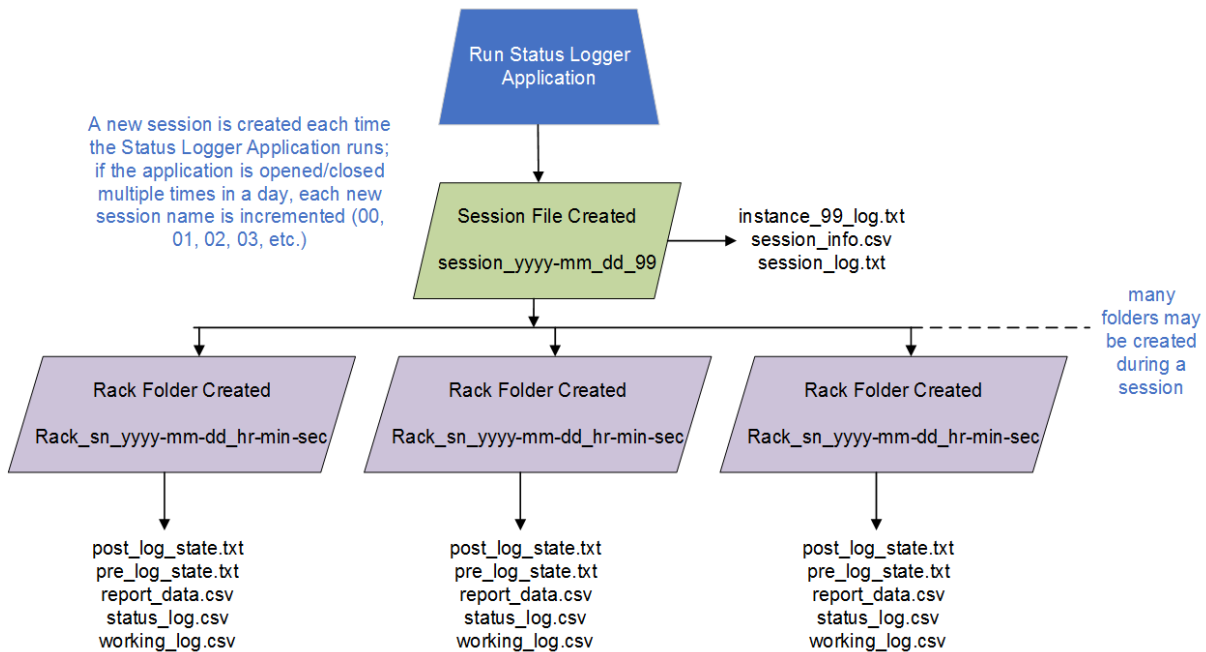 Run Status Logger
Application
A new session is created each time
the Status Logger Application runs;
if the application is opened/closed
multiple times in a day, each new
session name is incremented (00,
01, 02, 03, etc.)
Session File Created
session_yyyy-mm_dd_99
instance_99_log.txt
session_info.csv
session_log.txt
many
folders may
be created
during a
session
Rack Folder Created
Rack_sn_yyyy-mm-dd_hr-min-sec
Rack Folder Created
Rack_sn_yyyy-mm-dd_hr-min-sec
Rack Folder Created
Rack_sn_yyyy-mm-dd_hr-min-sec
post_log_state.txt
pre_log_state.txt
report_data.csv
status_log.csv
working_log.csv
post_log_state.txt
pre_log_state.txt
report_data.csv
status_log.csv
working_log.csv
post_log_state.txt
pre_log_state.txt
report_data.csv
status_log.csv
working_log.csv